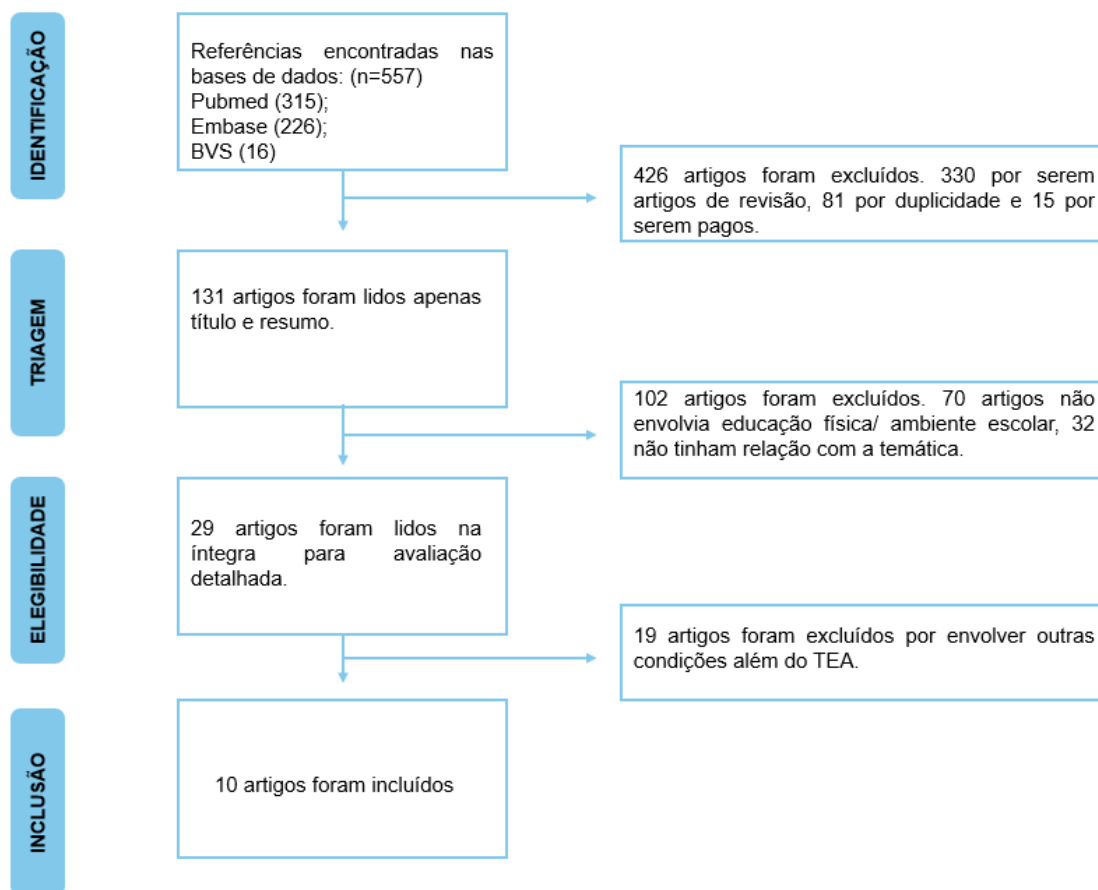 IDENTIFICAÇÃO
Referências encontradas nas
bases de dados: (n=557)
Pubmed (315);
Embase (226);
BVS (16)
426 artigos foram excluídos. 330 por serem
artigos de revisão, 81 por duplicidade e 15 por
serem pagos.
TRIAGEM
131 artigos foram lidos apenas
título e resumo.
102 artigos foram excluídos. 70 artigos não
envolvia educação física/ ambiente escolar, 32
não tinham relação com a temática.
ELEGIBILIDADE
29 artigos foram lidos na
íntegra para avaliação
detalhada.
19 artigos foram excluídos por envolver outras
condições além do TEA.
INCLUSÃO
10 artigos foram incluídos